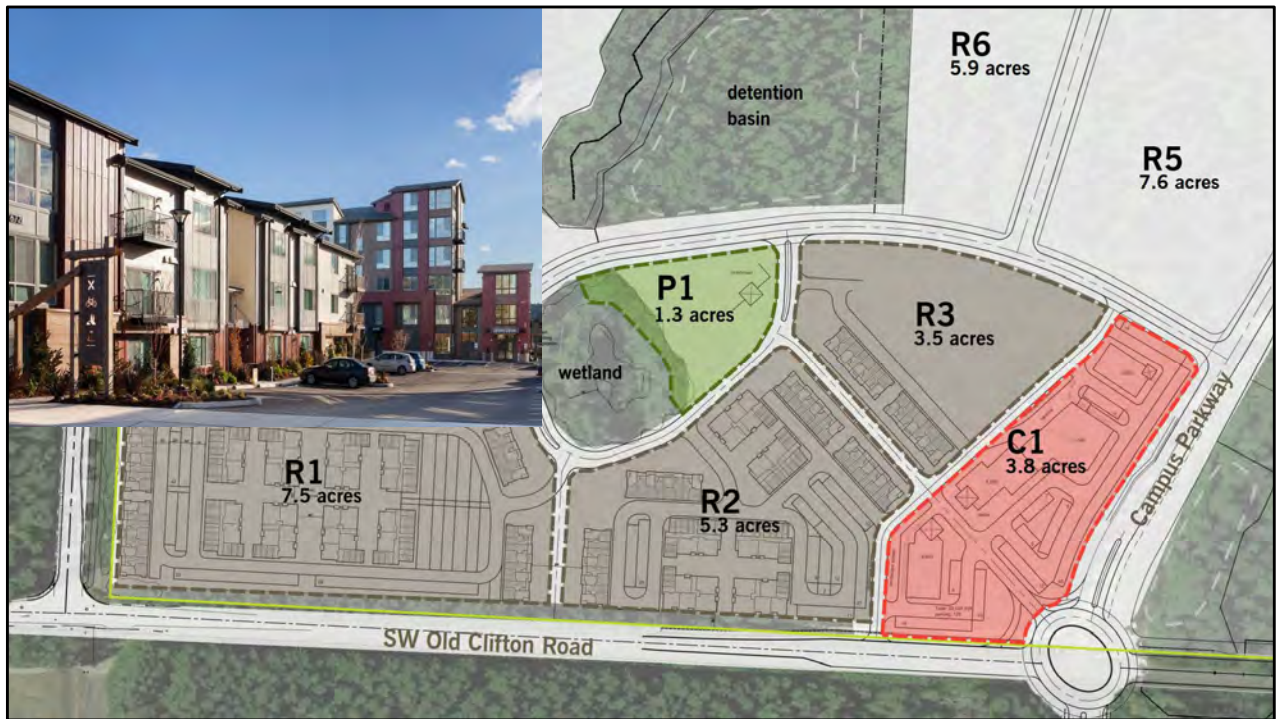 R6
5.9 acres
detention
basin
R5
7.6 acres
P1
1.3 acres
R3
3.5 acres
wetland
C1
3.8 acres
R1
7.5 acres
R2
5.3 acres
Campus Parkway
SW Old Clifton Road